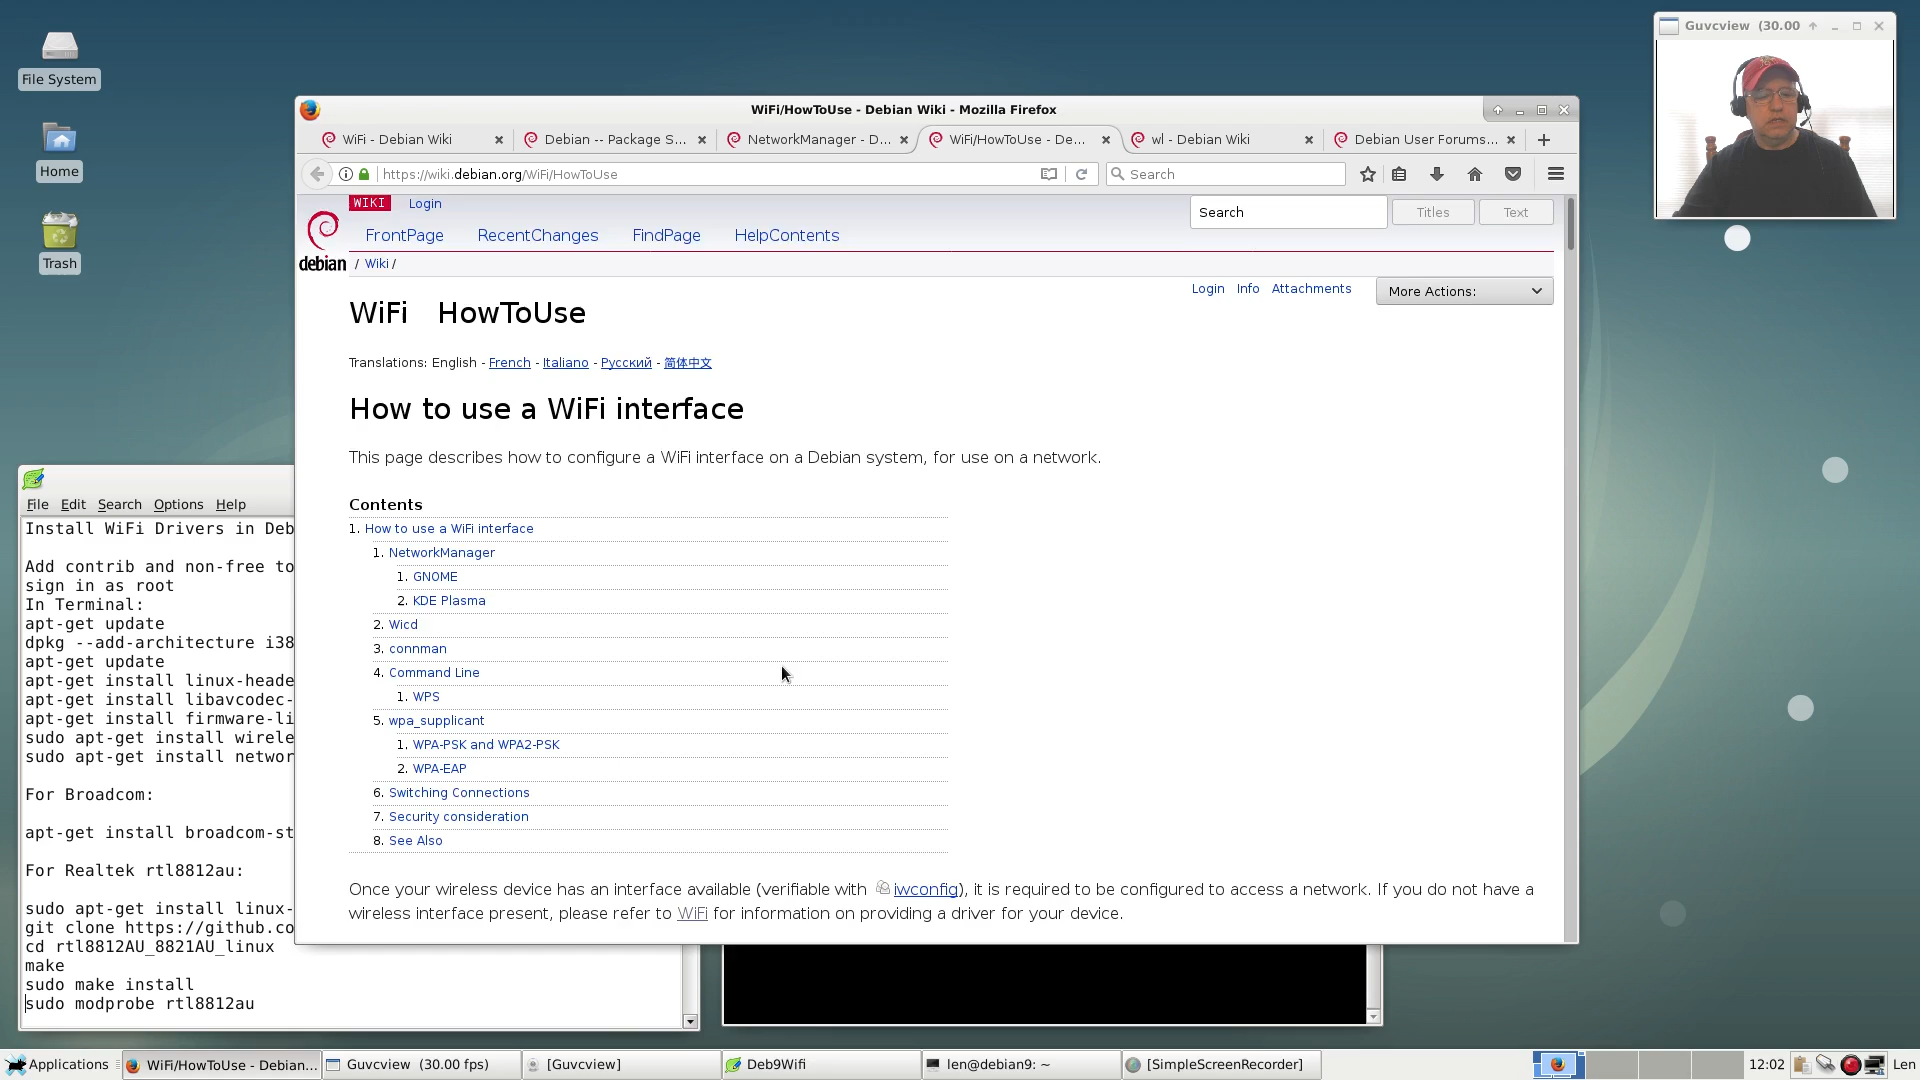 File System
Home
Trash
Guvcview (30.00
WiFi/HowToUse - Debian Wiki - Mozilla Firefox
WiFi - Debian Wiki
Debian -- Package S...
NetworkManager - D...
WiFi/HowToUse - De...
wl - Debian Wiki
Debian User Forums...
https://wiki.debian.org/WiFi/HowToUse
Search
WIKI Login
Search Titles Text
FrontPage RecentChanges FindPage HelpContents
debian / Wiki /
Login Info Attachments More Actions:
WiFi HowToUse
Translations: English - French - Italiano - Русский - 简体中文
How to use a WiFi interface
This page describes how to configure a WiFi interface on a Debian system, for use on a network.
Contents
1. How to use a WiFi interface
1. NetworkManager
1. GNOME
2. KDE Plasma
2. Wicd
3. connman
4. Command Line
1. WPS
5. wpa_supplicant
1. WPA-PSK and WPA2-PSK
2. WPA-EAP
6. Switching Connections
7. Security consideration
8. See Also
Once your wireless device has an interface available (verifiable with iwconfig), it is required to be configured to access a network. If you do not have a
wireless interface present, please refer to WiFi for information on providing a driver for your device.
File Edit Search Options Help
Install WiFi Drivers in Deb
Add contrib and non-free to
sign in as root
In Terminal:
apt-get update
dpkg --add-architecture i38
apt-get update
apt-get install linux-heade
apt-get install libavcodec-
apt-get install firmware-li
sudo apt-get install wirele
sudo apt-get install networ
For Broadcom:
apt-get install broadcom-st
For Realtek rtl8812au:
sudo apt-get install linux-
git clone https://github.co
cd rtl8812AU_8821AU_linux
make
sudo make install
sudo modprobe rtl8812au
Applications
WiFi/HowToUse - Debian...
Guvcview (30.00 fps)
[Guvcview]
Deb9Wifi
len@debian9: ~
[SimpleScreenRecorder]
12:02
Len